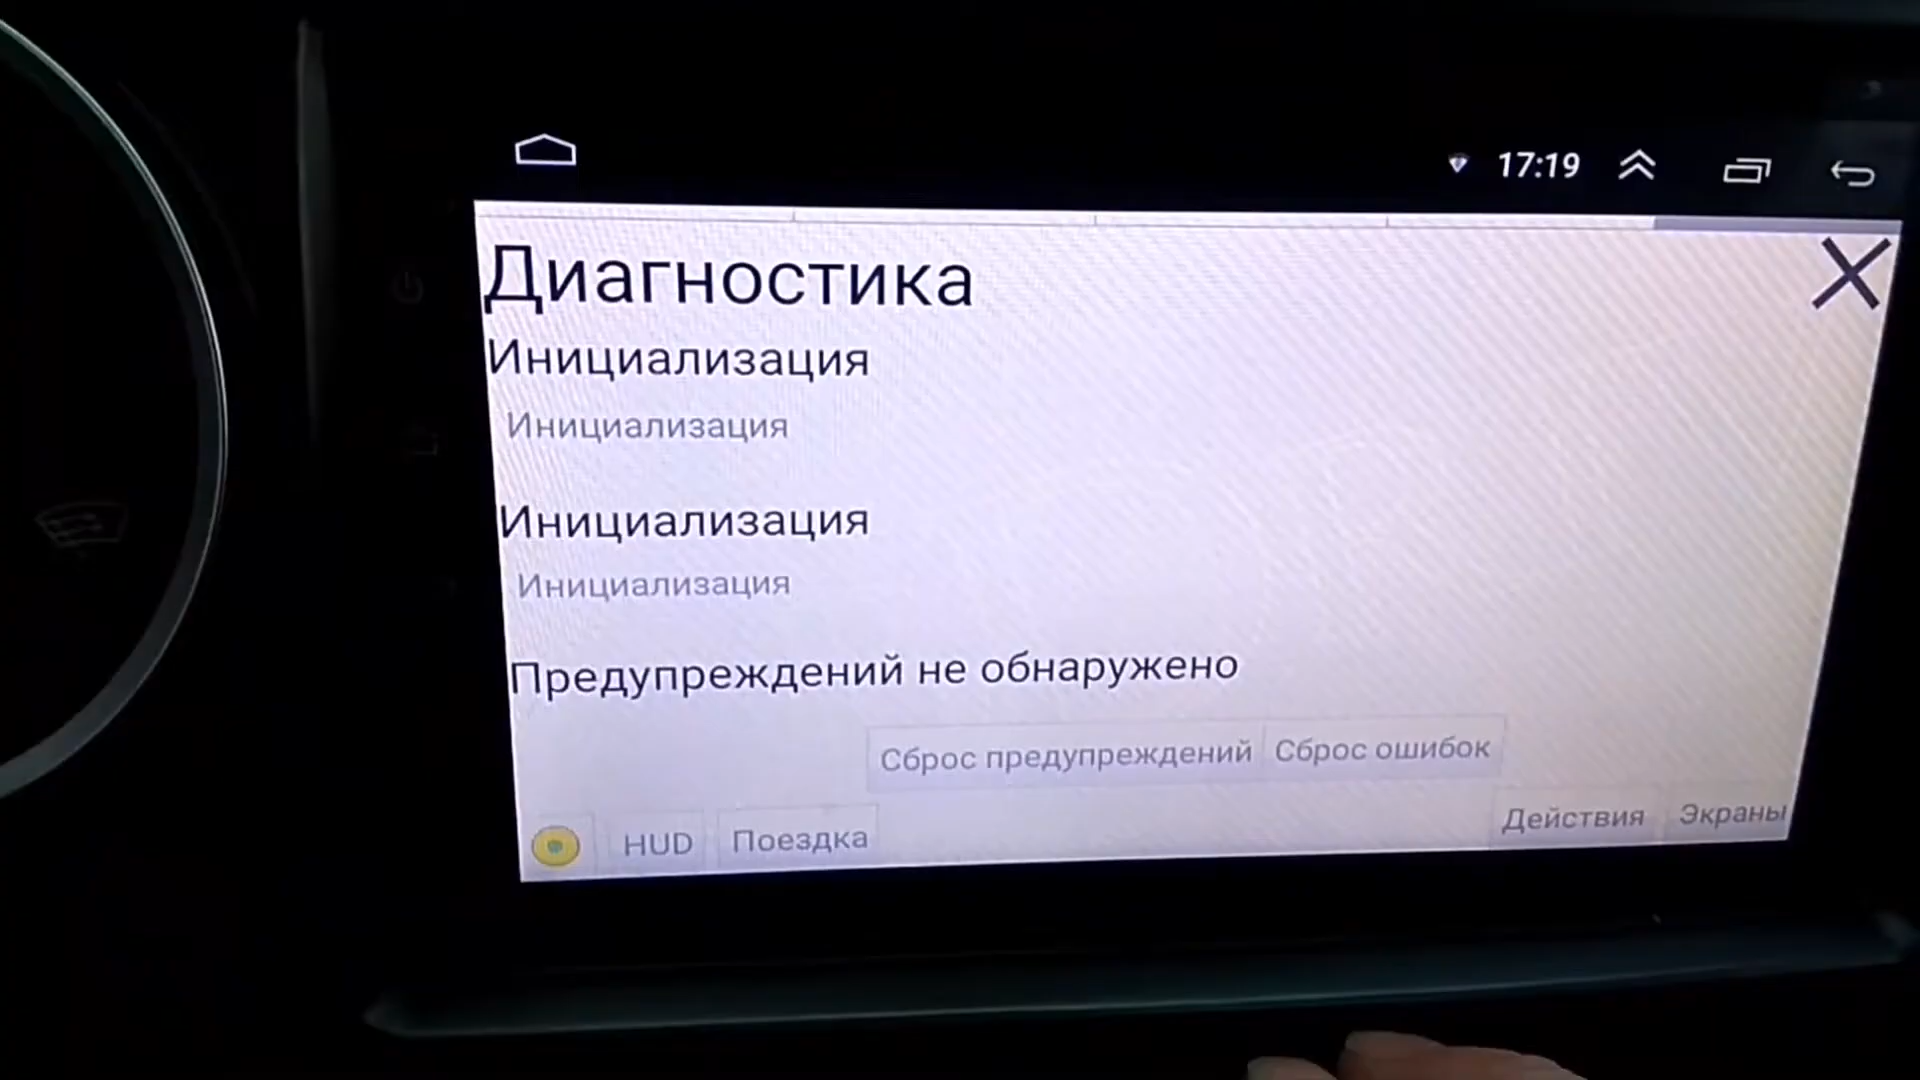 17:19
Диагностика
Инициализация
Инициализация
Инициализация
Инициализация
Предупреждений не обнаружено
Сброс предупреждений Сброс ошибок
HUD Поездка Действия Экраны